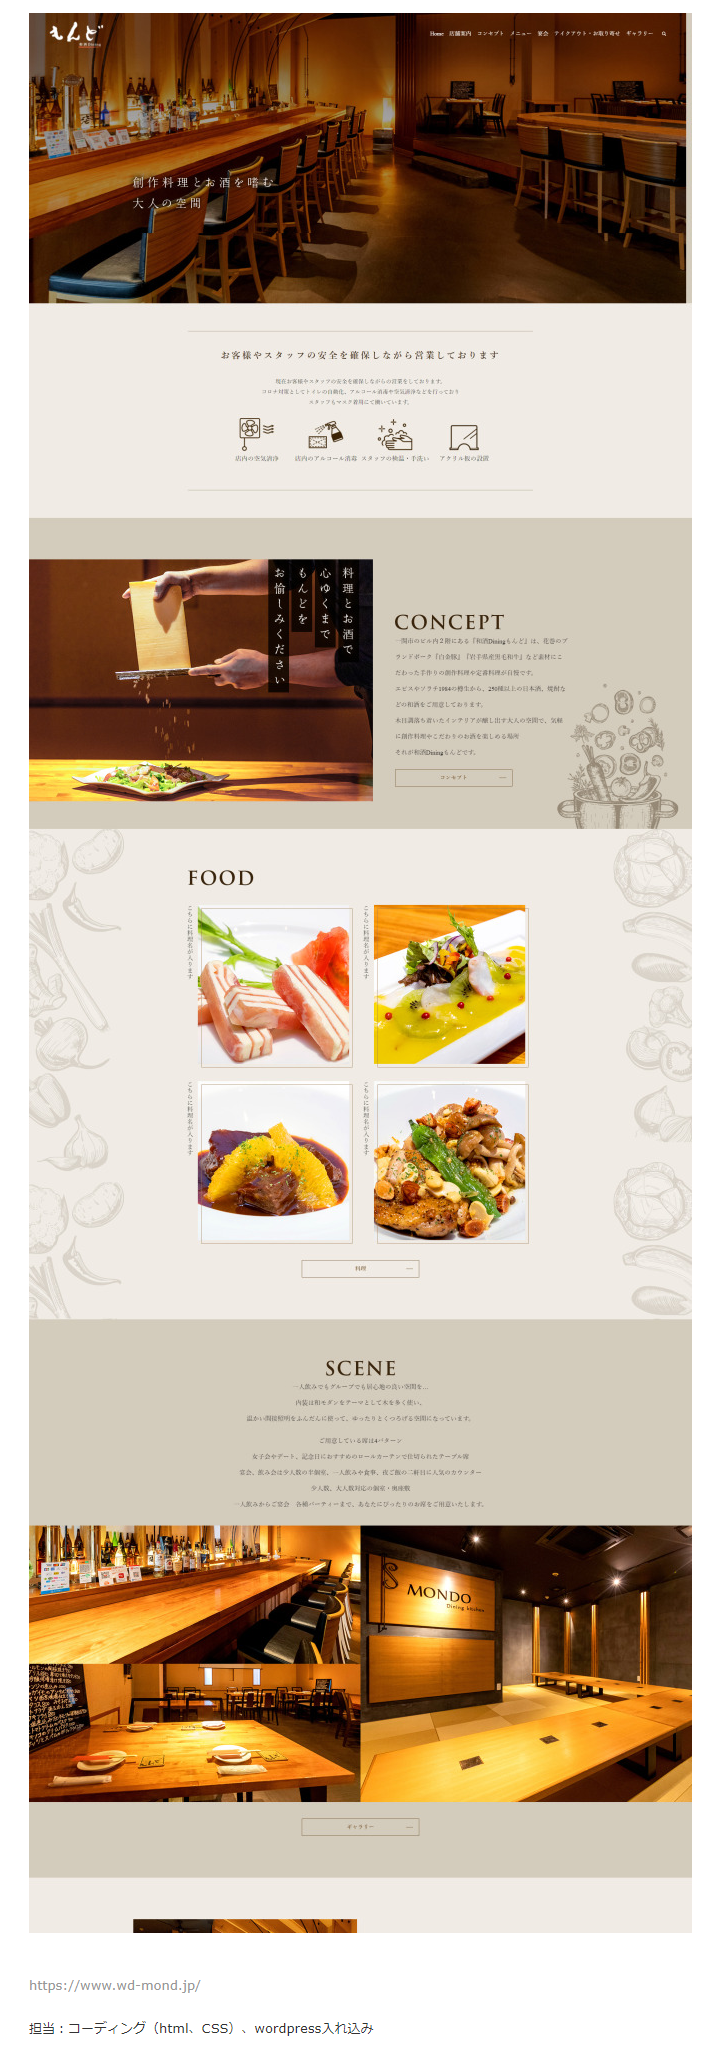 もんど
和酒Dining
Home 店舗案内 コンセプト メニュー 宴会 テイクアウト・お取り寄せ ギャラリー
創作料理とお酒を嗜む
大人の空間
お客様やスタッフの安全を確保しながら営業しております
現在お客様やスタッフの安全を確保しながらの営業をしております。
コロナ対策としてトイレの自動化、アルコール消毒や空気清浄などを行っており
スタッフもマスク着用にて働いています。
店内の空気清浄
店内のアルコール消毒
スタッフの検温・手洗い
アクリル板の設置
料理とお酒で
心ゆくまで
もんどを
お愉しみください
CONCEPT
一関市のビル内2階にある『和酒Diningもんど』は、花巻のブ
ランドポーク『白金豚』『岩手県産黒毛和牛』など素材にこ
だわった手作りの創作料理や定番料理が自慢です。
エビスやソラチ1984の樽生から、250種以上の日本酒、焼酎な
どの和酒をご用意しております。
木目調落ち着いたインテリアが醸し出す大人の空間で、気軽
に創作料理やこだわりのお酒を楽しめる場所
それが和酒Diningもんどです。
コンセプト
FOOD
こちらに料理名が入ります
こちらに料理名が入ります
こちらに料理名が入ります
こちらに料理名が入ります
料理
SCENE
一人飲みでもグループでも居心地の良い空間を...
内装は和モダンをテーマとして木を多く使い、
温かい間接照明をふんだんに使って、ゆったりとくつろげる空間になっています。
ご用意している席は4パターン
女子会やデート、記念日におすすめのロールカーテンで仕切られたテーブル席
宴会、飲み会は少人数の半個室、一人飲みや食事、夜ご飯の二軒目に人気のカウンター
少人数、大人数対応の個室・座敷
一人飲みからご宴会 各種パーティーまで、あなたにぴったりのお席をご用意いたします。
MONDO
Dining kitchen
ギャラリー
https://www.wd-mond.jp/
担当：コーディング（html、CSS）、wordpress入れ込み